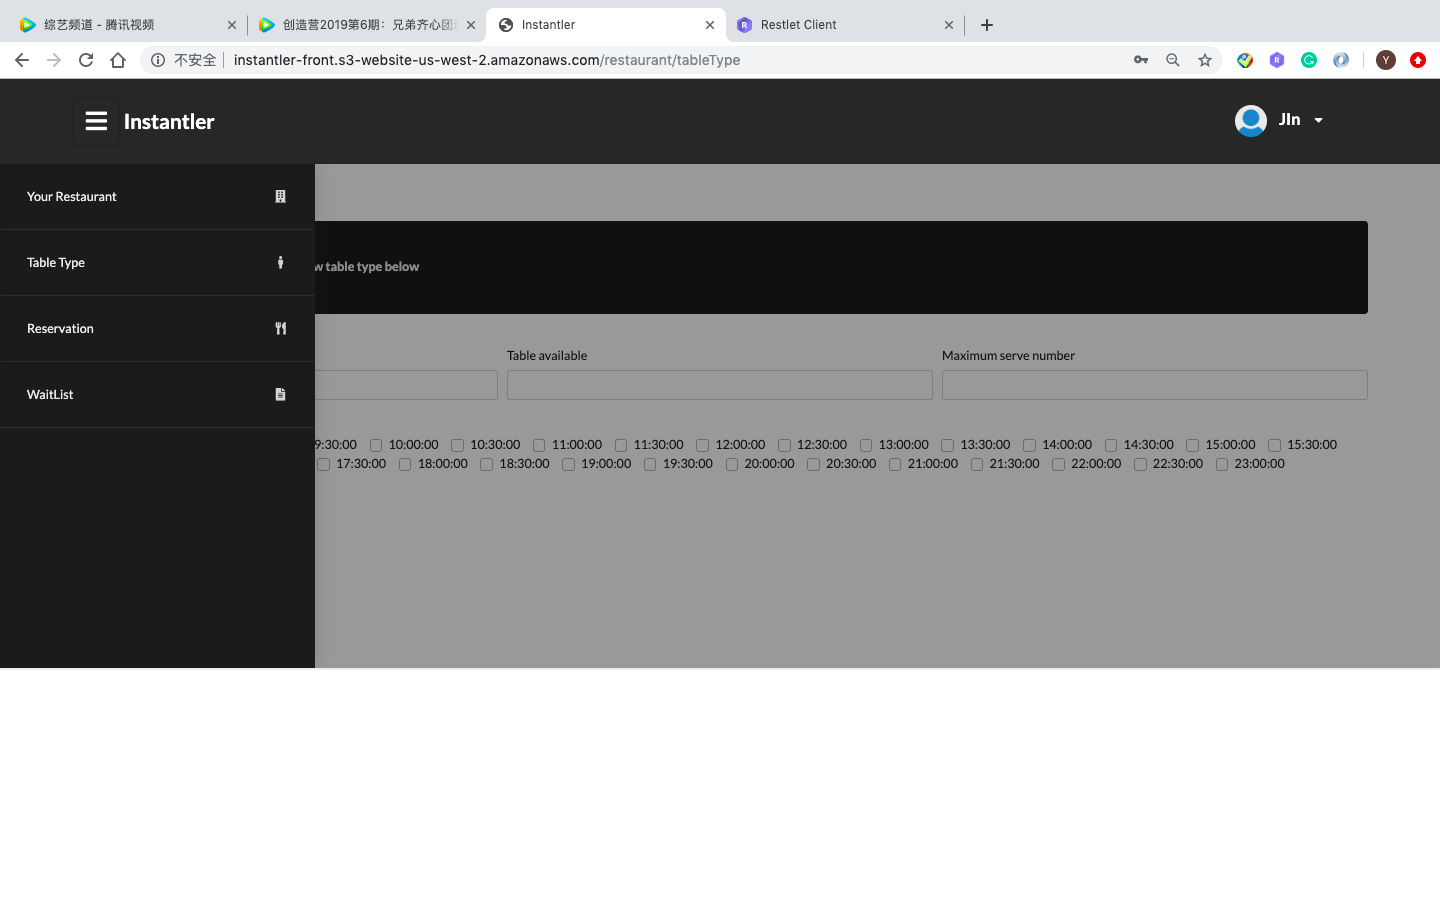 综艺频道 - 腾讯视频
创造营2019第6期：兄弟齐心团
Instantler
Restlet Client
不安全
instantler-front.s3-website-us-west-2.amazonaws.com/restaurant/tableType
Y
Instantler
JIn
Your Restaurant
Table Type
Reservation
WaitList
w table type below
Table available
Maximum serve number
9:30:00 10:00:00 10:30:00 11:00:00 11:30:00 12:00:00 12:30:00 13:00:00 13:30:00 14:00:00 14:30:00 15:00:00 15:30:00
17:30:00 18:00:00 18:30:00 19:00:00 19:30:00 20:00:00 20:30:00 21:00:00 21:30:00 22:00:00 22:30:00 23:00:00